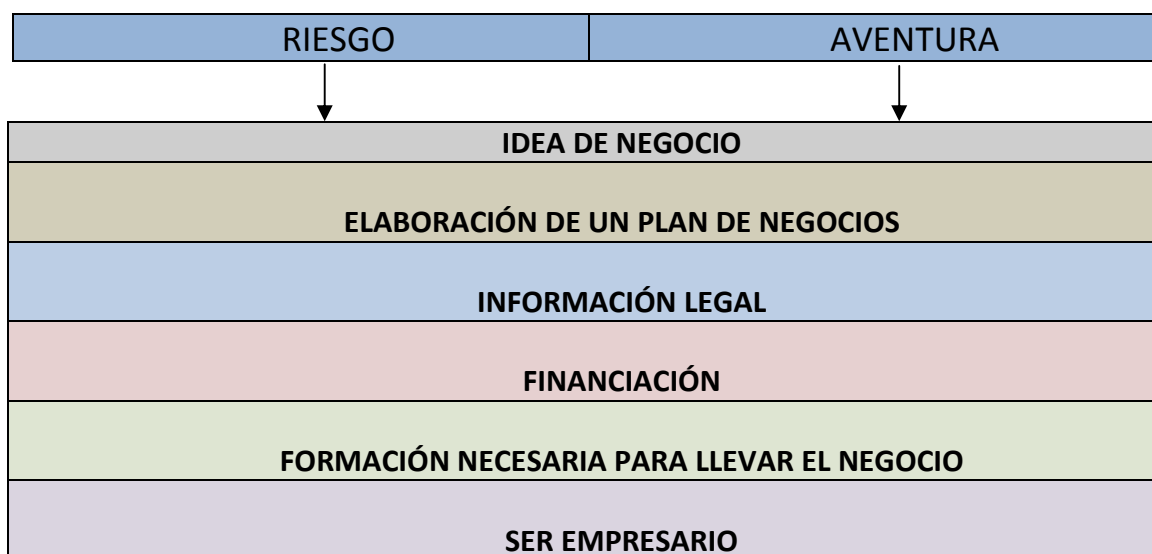 RIESGO AVENTURA
IDEA DE NEGOCIO
ELABORACIÓN DE UN PLAN DE NEGOCIOS
INFORMACIÓN LEGAL
FINANCIACIÓN
FORMACIÓN NECESARIA PARA LLEVAR EL NEGOCIO
SER EMPRESARIO